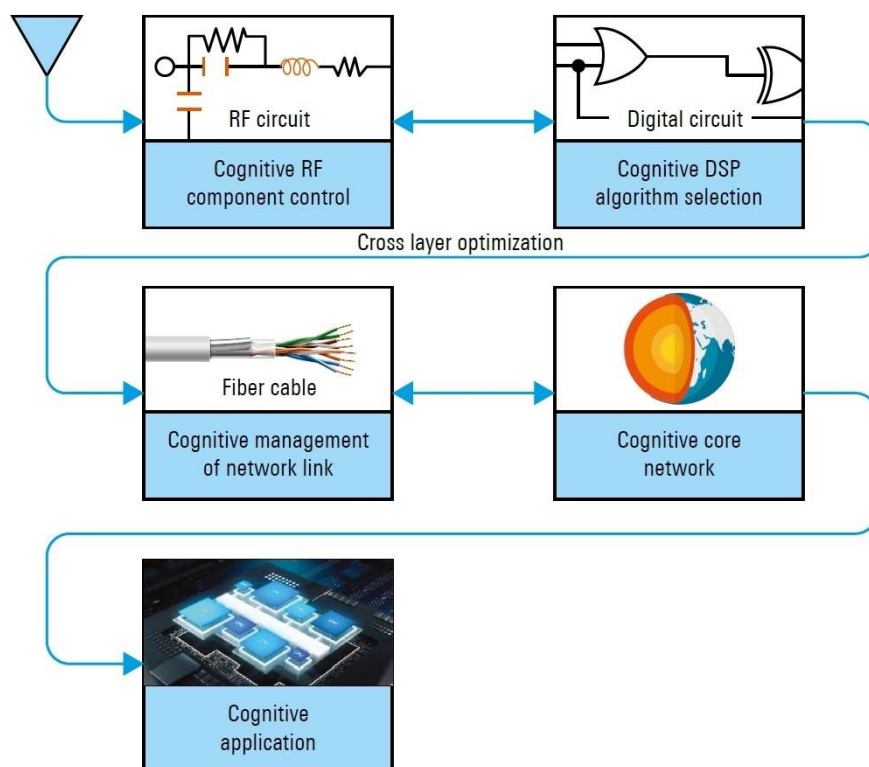 RF circuit
Cognitive RF
component control
Digital circuit
Cognitive DSP
algorithm selection
Cross layer optimization
Fiber cable
Cognitive management
of network link
Cognitive core
network
Cognitive
application